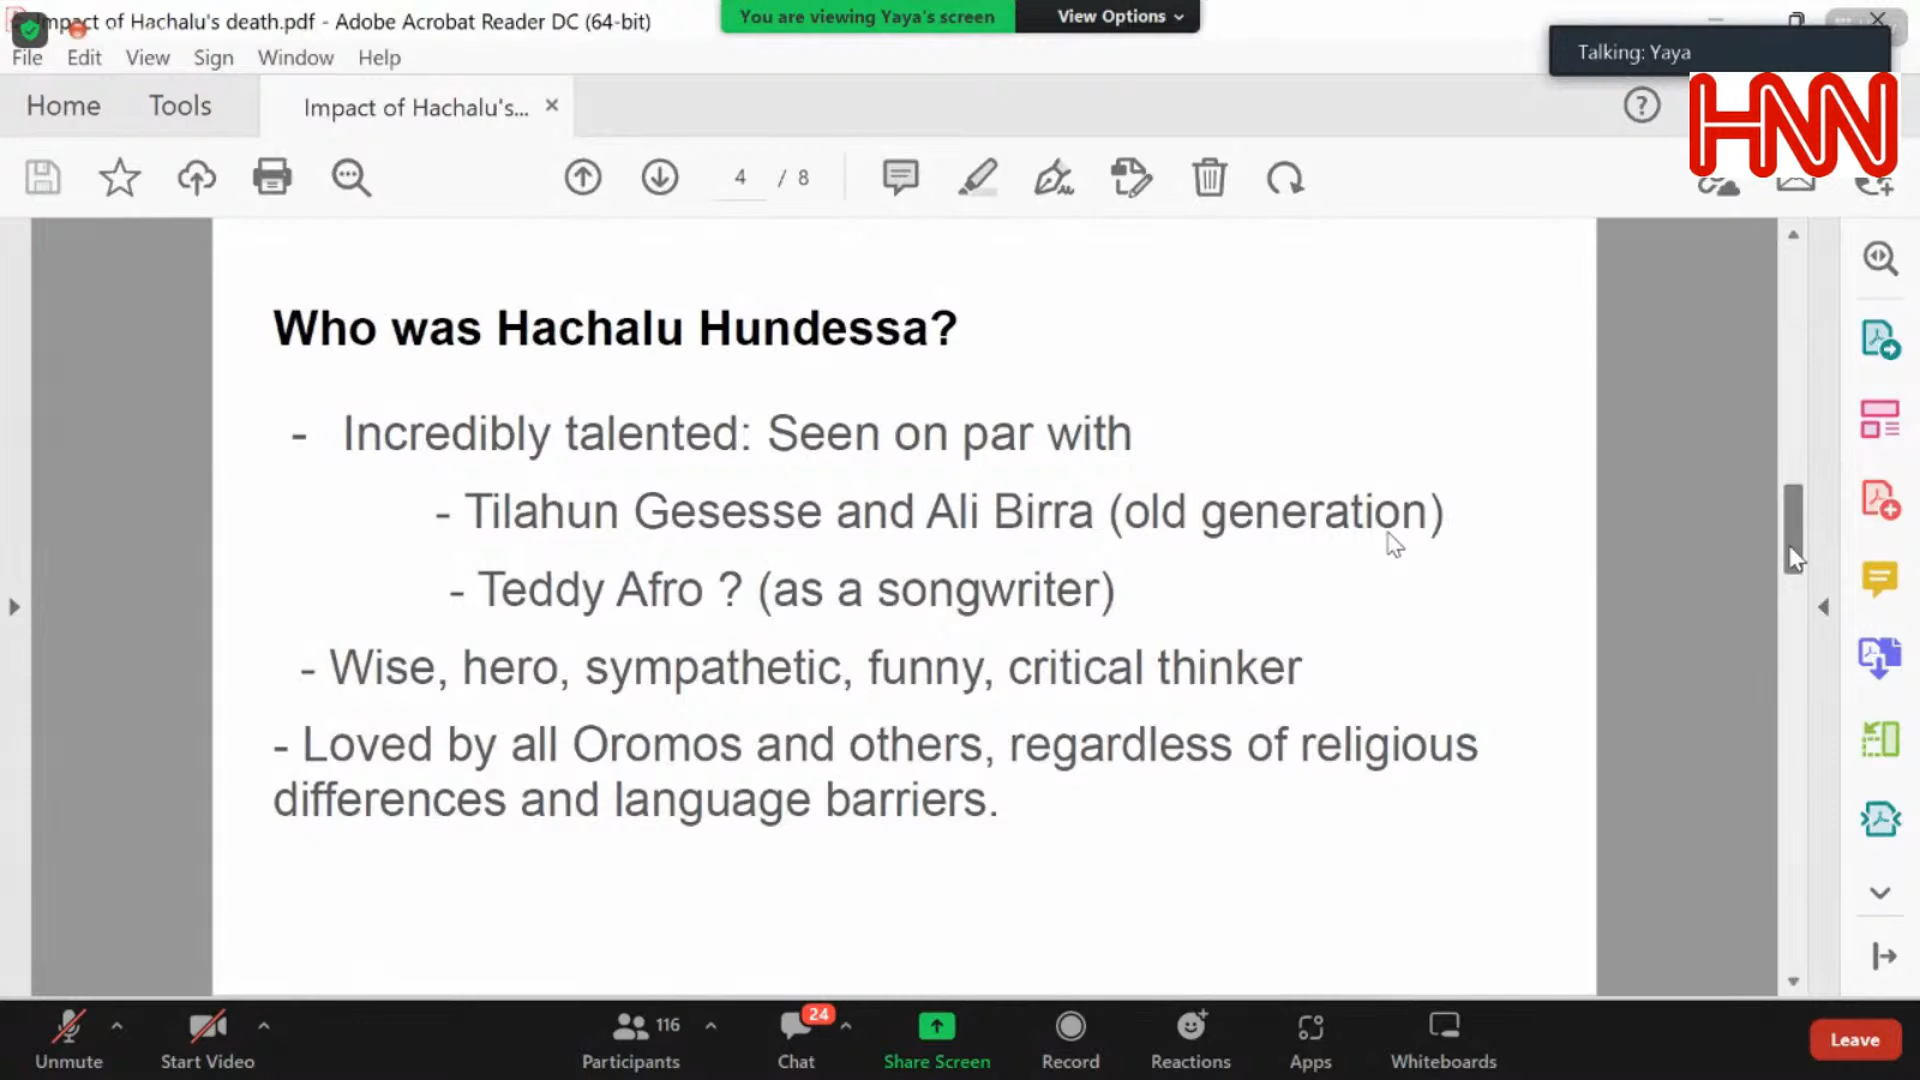 Impact of Hachalu's death.pdf - Adobe Acrobat Reader DC (64-bit)
You are viewing Yaya's screen
View Options
Talking: Yaya
File Edit View Sign Window Help
Home Tools Impact of Hachalu's... ×
HNN
4 / 8
Who was Hachalu Hundessa?
- Incredibly talented: Seen on par with
- Tilahun Gesesse and Ali Birra (old generation)
- Teddy Afro ? (as a songwriter)
- Wise, hero, sympathetic, funny, critical thinker
- Loved by all Oromos and others, regardless of religious
differences and language barriers.
116
24
Unmute Start Video Participants Chat Share Screen Record Reactions Apps Whiteboards Leave